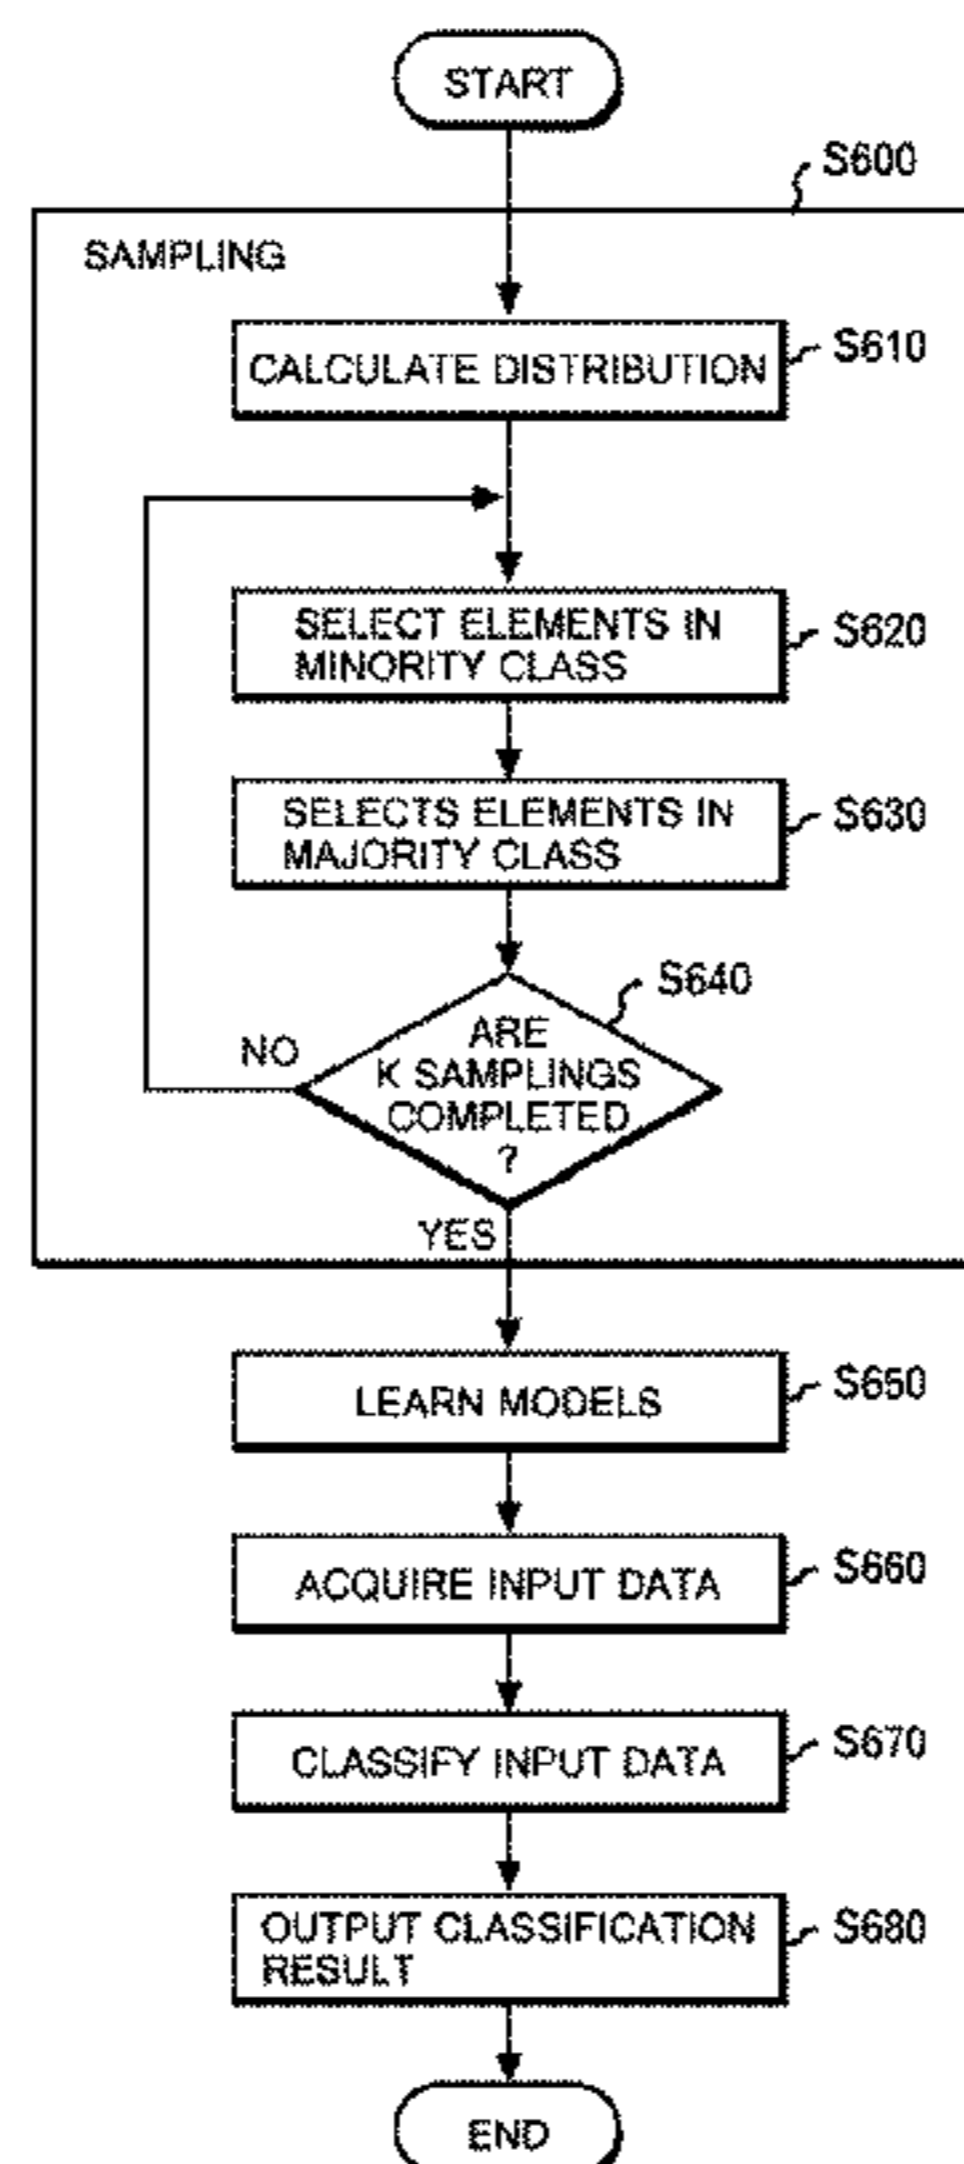 START
S600
SAMPLING
CALCULATE DISTRIBUTION
S610
SELECT ELEMENTS IN
MINORITY CLASS
S620
SELECTS ELEMENTS IN
MAJORITY CLASS
S630
S640
ARE
K SAMPLINGS
COMPLETED
?
NO
YES
LEARN MODELS
S650
ACQUIRE INPUT DATA
S660
CLASSIFY INPUT DATA
S670
OUTPUT CLASSIFICATION
RESULT
S680
END